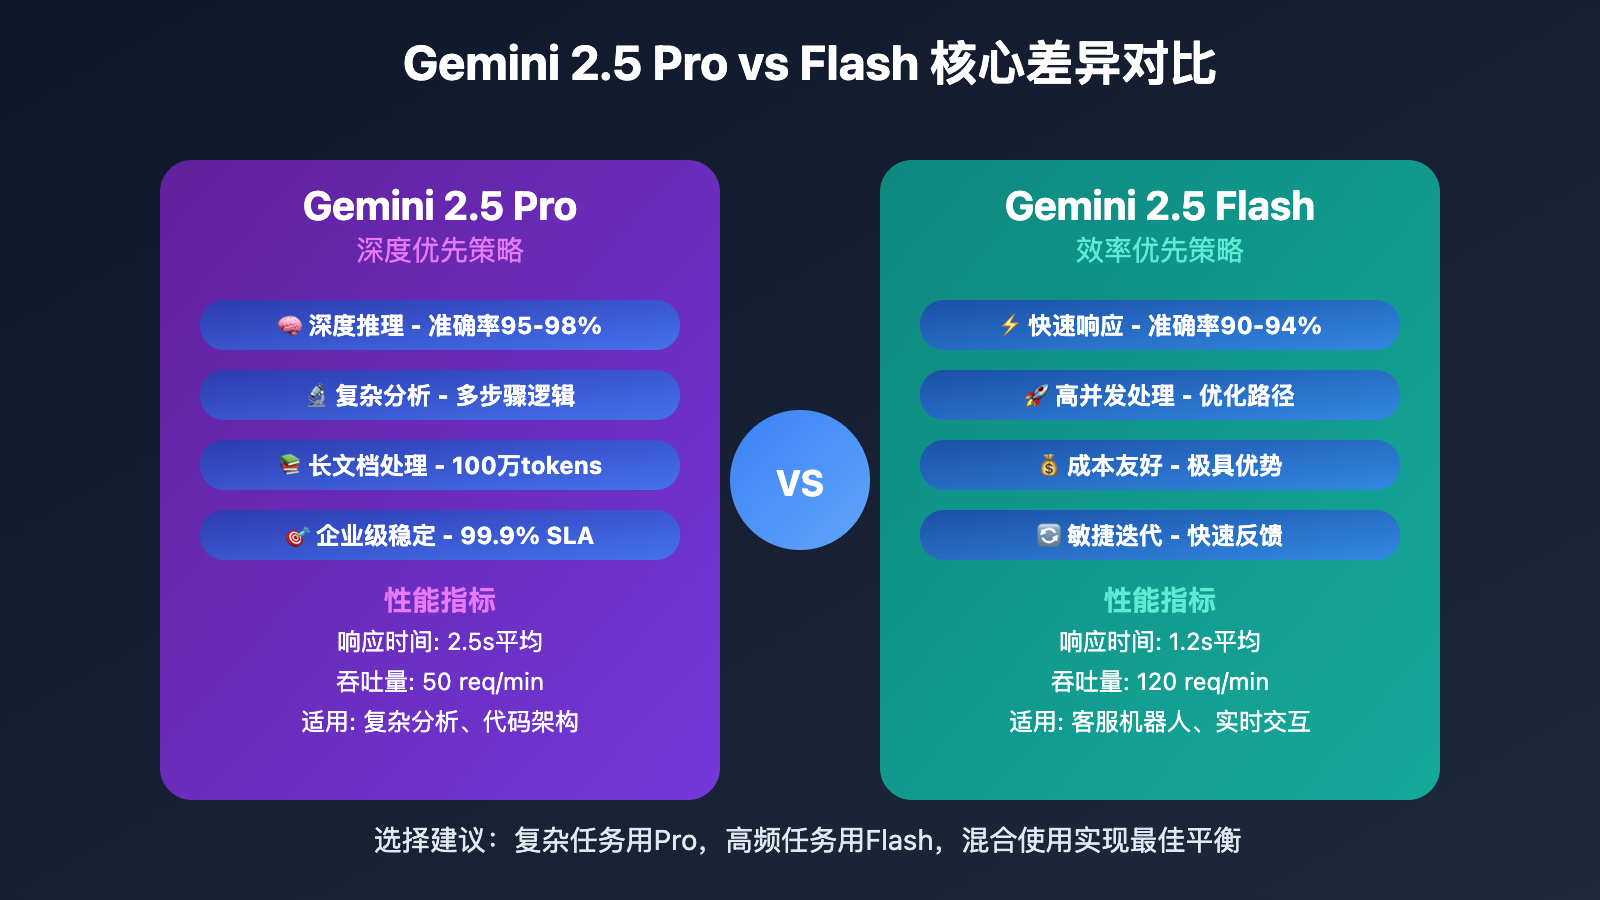 Gemini 2.5 Pro vs Flash 核心差异对比
Gemini 2.5 Pro
深度优先策略
🧠 深度推理 - 准确率95-98%
🔬 复杂分析 - 多步骤逻辑
📚 长文档处理 - 100万tokens
🎯 企业级稳定 - 99.9% SLA
性能指标
响应时间: 2.5s平均
吞吐量: 50 req/min
适用: 复杂分析、代码架构
VS
Gemini 2.5 Flash
效率优先策略
⚡ 快速响应 - 准确率90-94%
🚀 高并发处理 - 优化路径
💰 成本友好 - 极具优势
🔄 敏捷迭代 - 快速反馈
性能指标
响应时间: 1.2s平均
吞吐量: 120 req/min
适用: 客服机器人、实时交互
选择建议：复杂任务用Pro，高频任务用Flash，混合使用实现最佳平衡